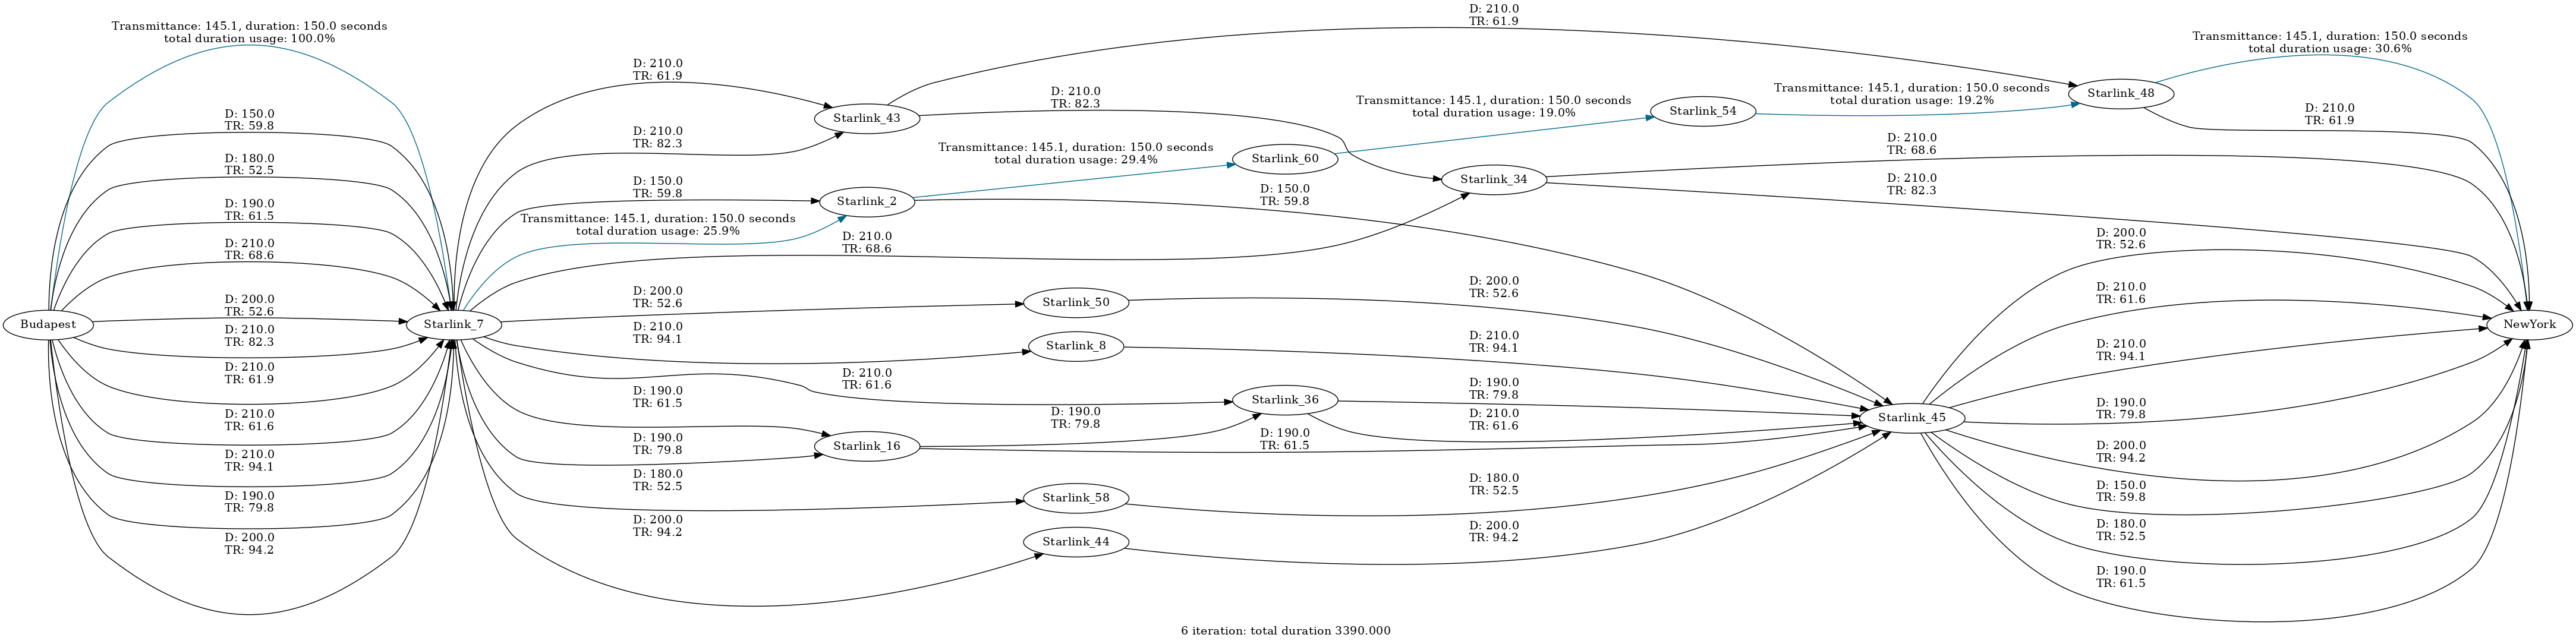 Transmittance: 145.1, duration: 150.0 seconds
total duration usage: 100.0%
D: 150.0
TR: 59.8
D: 180.0
TR: 52.5
D: 190.0
TR: 61.5
D: 210.0
TR: 68.6
D: 200.0
TR: 52.6
Budapest
D: 210.0
TR: 82.3
D: 210.0
TR: 61.9
D: 210.0
TR: 61.6
D: 210.0
TR: 94.1
D: 190.0
TR: 79.8
D: 200.0
TR: 94.2
Starlink_7
D: 210.0
TR: 61.9
D: 210.0
TR: 82.3
D: 150.0
TR: 59.8
Transmittance: 145.1, duration: 150.0 seconds
total duration usage: 25.9%
D: 210.0
TR: 68.6
D: 200.0
TR: 52.6
D: 210.0
TR: 94.1
D: 210.0
TR: 61.6
D: 190.0
TR: 61.5
D: 190.0
TR: 79.8
D: 180.0
TR: 52.5
D: 200.0
TR: 94.2
Starlink_43
Starlink_2
Starlink_50
Starlink_8
Starlink_16
Starlink_58
Starlink_44
D: 210.0
TR: 61.9
D: 210.0
TR: 82.3
Transmittance: 145.1, duration: 150.0 seconds
total duration usage: 29.4%
D: 150.0
TR: 59.8
D: 190.0
TR: 79.8
D: 190.0
TR: 61.5
Starlink_60
Starlink_36
Transmittance: 145.1, duration: 150.0 seconds
total duration usage: 19.0%
Starlink_34
D: 200.0
TR: 52.6
D: 210.0
TR: 94.1
D: 190.0
TR: 79.8
D: 210.0
TR: 61.6
D: 180.0
TR: 52.5
D: 200.0
TR: 94.2
Starlink_54
Transmittance: 145.1, duration: 150.0 seconds
total duration usage: 19.2%
D: 210.0
TR: 68.6
D: 210.0
TR: 82.3
Starlink_45
Starlink_48
Transmittance: 145.1, duration: 150.0 seconds
total duration usage: 30.6%
D: 210.0
TR: 61.9
D: 200.0
TR: 52.6
D: 210.0
TR: 61.6
D: 210.0
TR: 94.1
D: 190.0
TR: 79.8
D: 200.0
TR: 94.2
D: 150.0
TR: 59.8
D: 180.0
TR: 52.5
D: 190.0
TR: 61.5
NewYork
6 iteration: total duration 3390.000